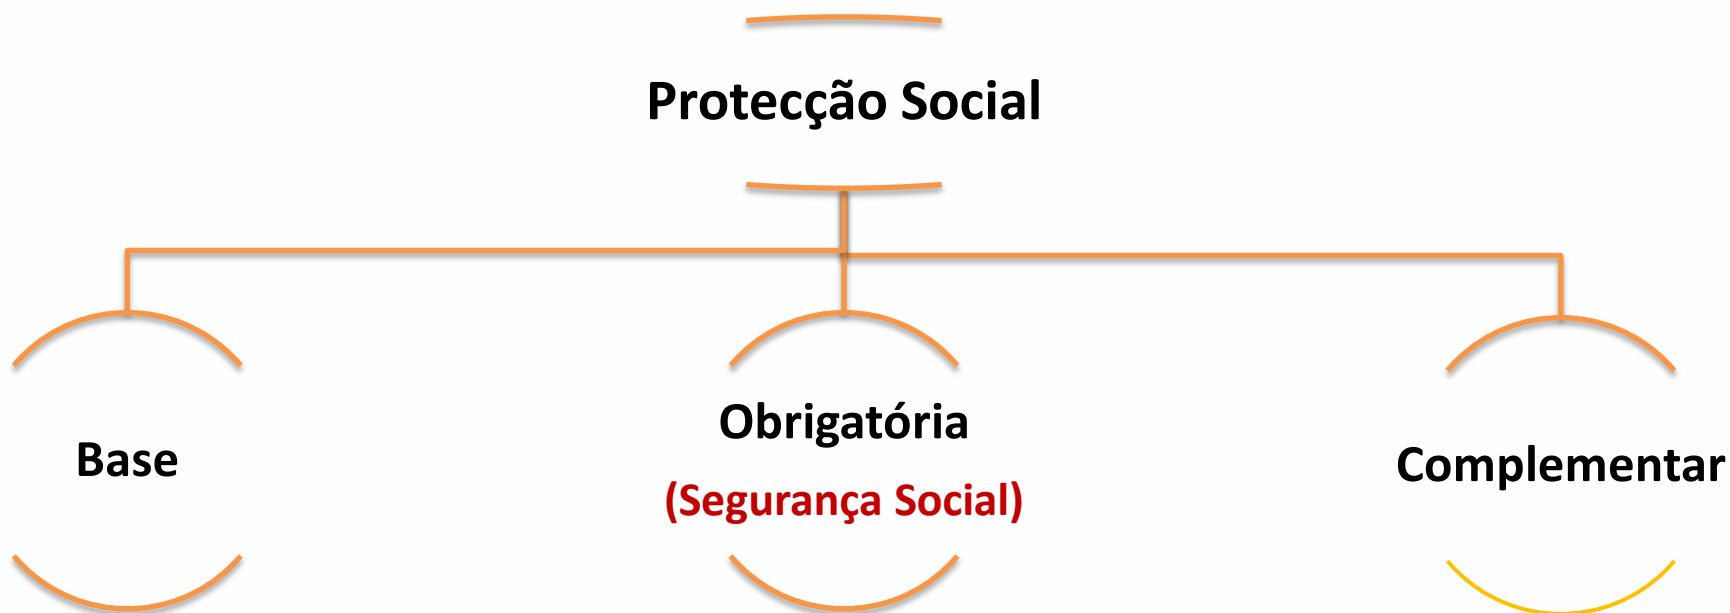 Protecção Social
Base
Obrigatória
(Segurança Social)
Complementar